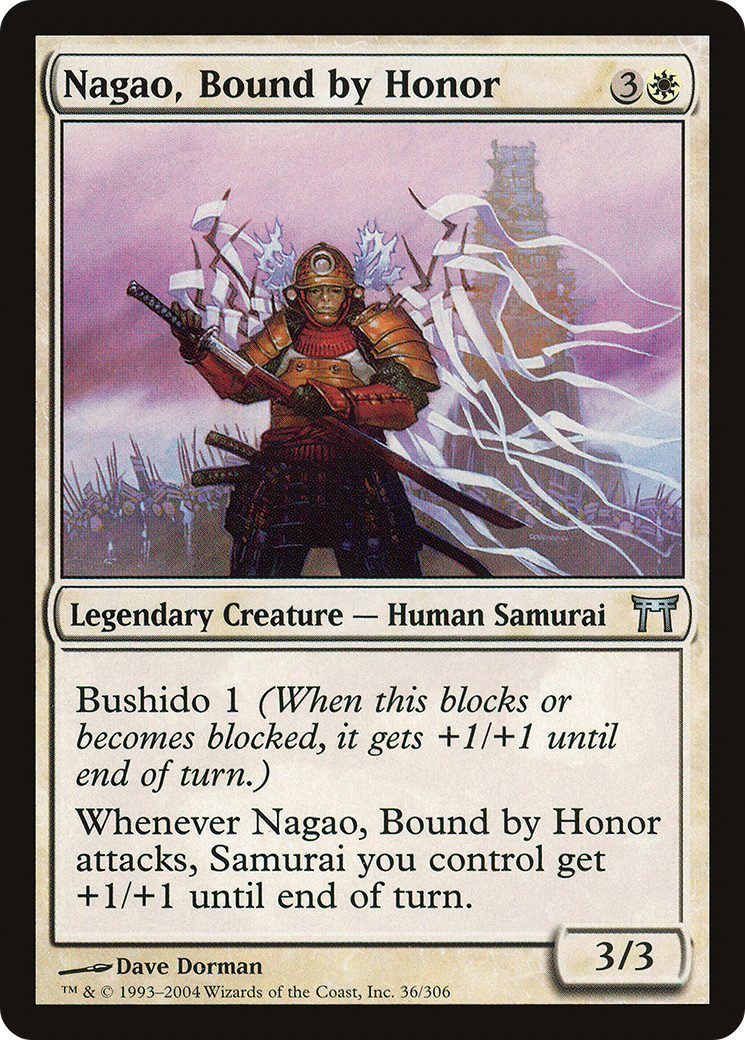 Nagao, Bound by Honor 3
Legendary Creature — Human Samurai
Bushido 1 (When this blocks or
becomes blocked, it gets +1/+1 until
end of turn.)
Whenever Nagao, Bound by Honor
attacks, Samurai you control get
+1/+1 until end of turn.
3/3
Dave Dorman
™ & © 1993–2004 Wizards of the Coast, Inc. 36/306